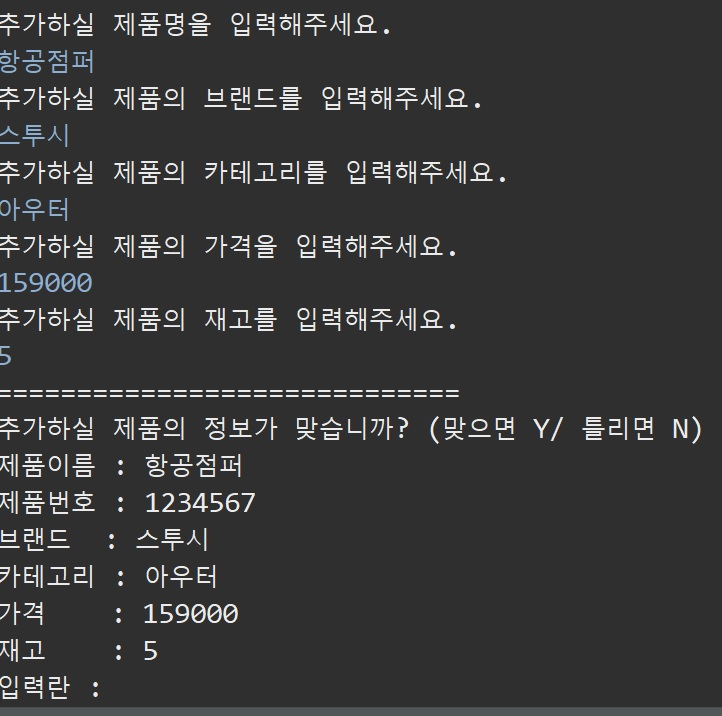 추가하실 제품명을 입력해주세요.
항공점퍼
추가하실 제품의 브랜드를 입력해주세요.
스투시
추가하실 제품의 카테고리를 입력해주세요.
아우터
추가하실 제품의 가격을 입력해주세요.
159000
추가하실 제품의 재고를 입력해주세요.
5
=============================
추가하실 제품의 정보가 맞습니까? (맞으면 Y/ 틀리면 N)
제품이름 : 항공점퍼
제품번호 : 1234567
브랜드  : 스투시
카테고리 : 아우터
가격    : 159000
재고    : 5
입력란 :